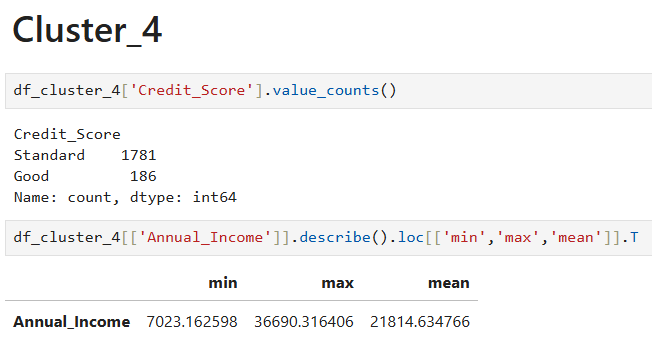 Cluster_4
df_cluster_4['Credit_Score'].value_counts()
Credit_Score
Standard    1781
Good         186
Name: count, dtype: int64
df_cluster_4[['Annual_Income']].describe().loc[['min','max','mean']].T
min max mean
Annual_Income 7023.162598 36690.316406 21814.634766